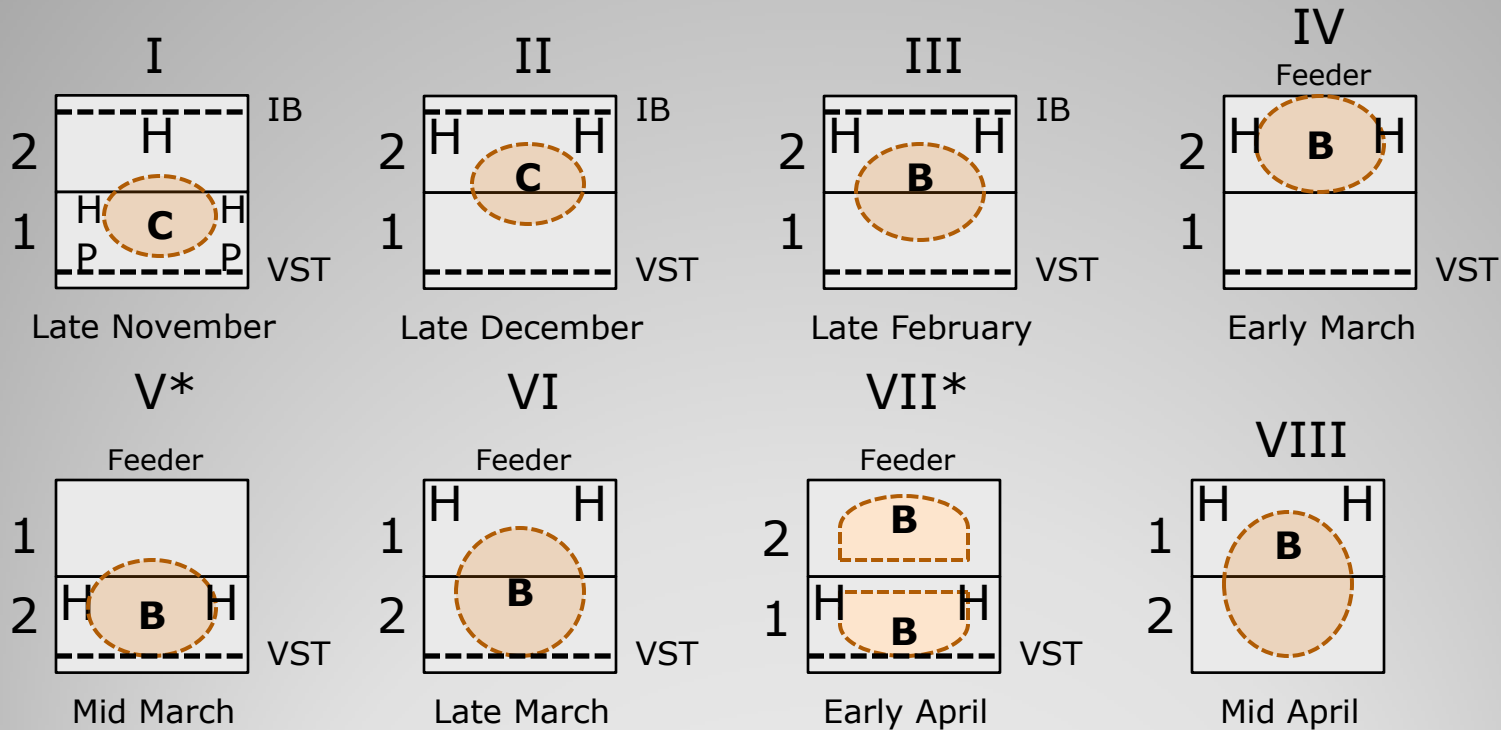 I
IB
2
H
H
H
C
1
P
P
VST
Late November
II
IB
H
H
2
C
1
VST
Late December
III
IB
H
H
2
B
1
VST
Late February
IV
Feeder
H
H
2
B
1
VST
Early March
V*
Feeder
1
H
H
2
B
VST
Mid March
VI
Feeder
H
H
1
B
2
VST
Late March
VII*
Feeder
B
2
H
H
1
B
VST
Early April
VIII
H
H
1
B
2
Mid April